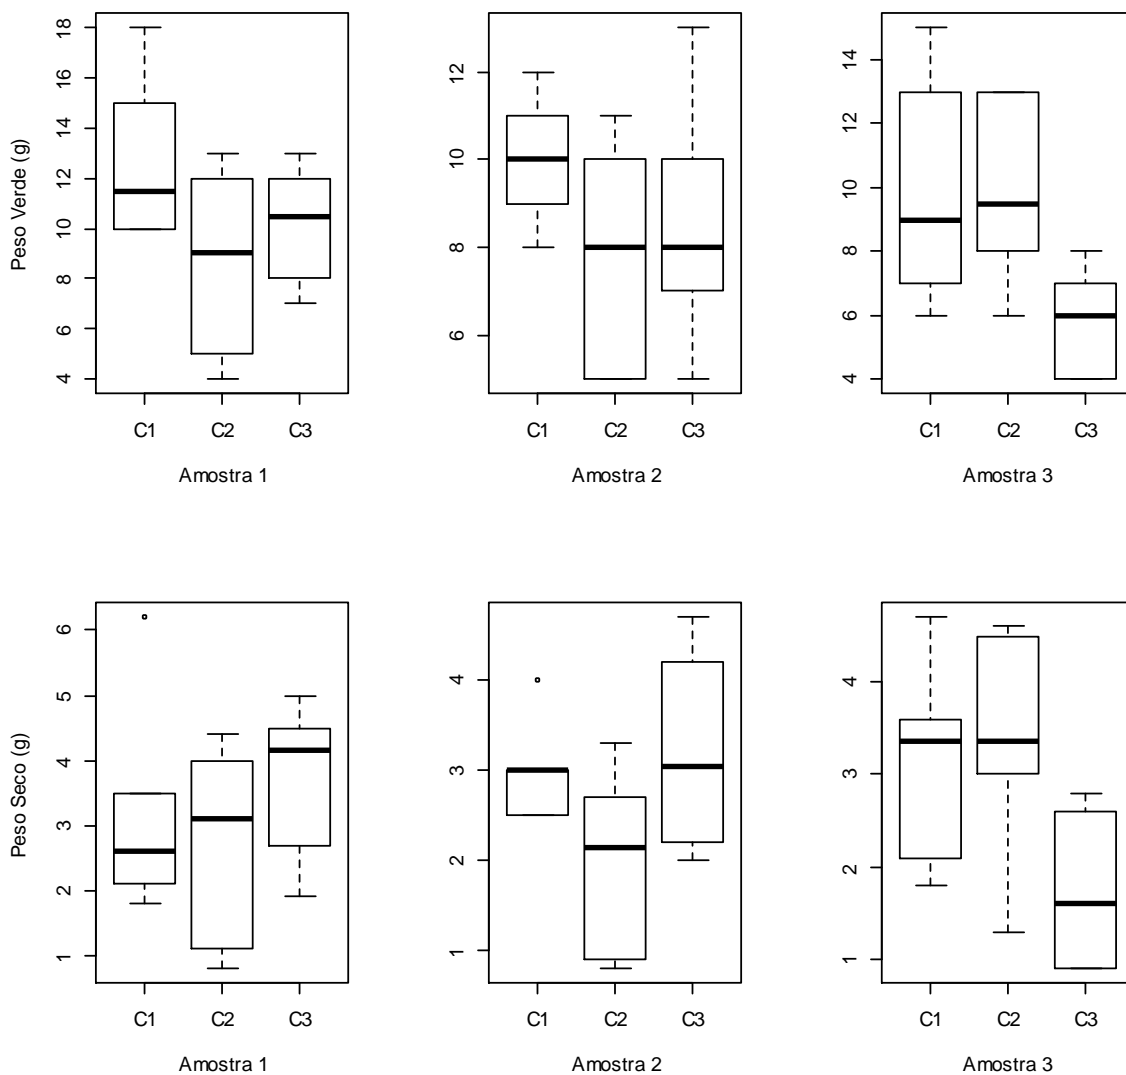 Peso Verde (g)
18
16
14
12
10
8
6
4
C1 C2 C3
Amostra 1
12
10
8
6
C1 C2 C3
Amostra 2
14
12
10
8
6
4
C1 C2 C3
Amostra 3
Peso Seco (g)
6
5
4
3
2
1
C1 C2 C3
Amostra 1
4
3
2
1
C1 C2 C3
Amostra 2
4
3
2
1
C1 C2 C3
Amostra 3